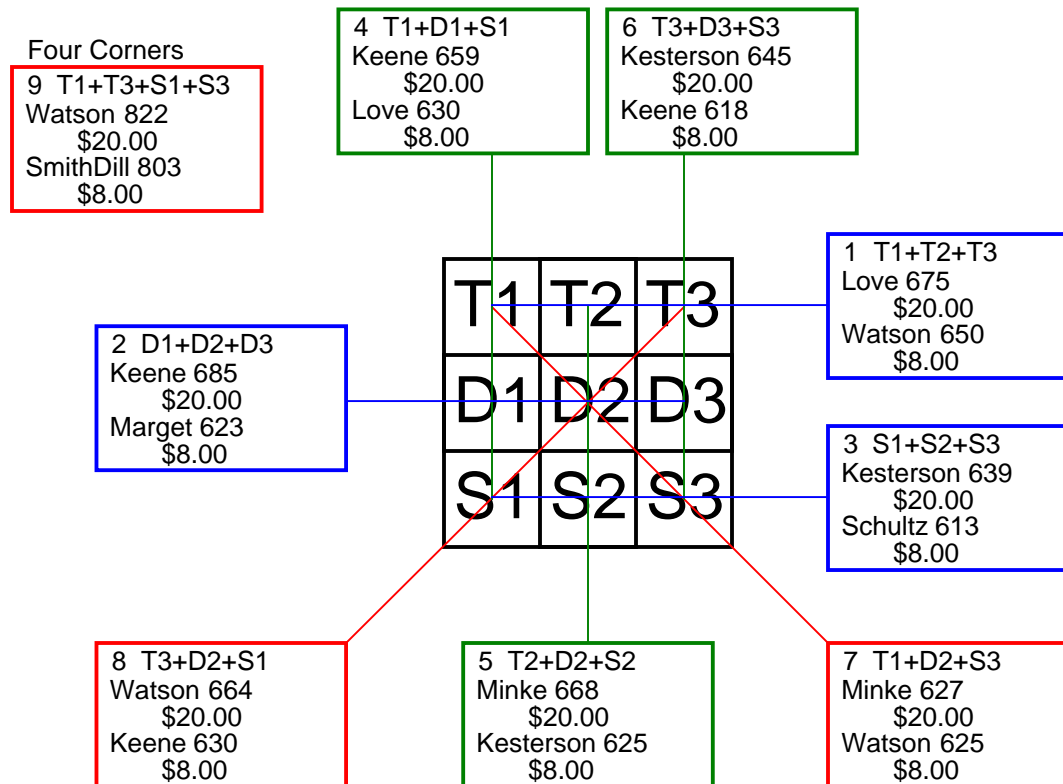 Four Corners
9 T1+T3+S1+S3
Watson 822
$20.00
SmithDill 803
$8.00
4 T1+D1+S1
Keene 659
$20.00
Love 630
$8.00
6 T3+D3+S3
Kesterson 645
$20.00
Keene 618
$8.00
1 T1+T2+T3
Love 675
$20.00
Watson 650
$8.00
2 D1+D2+D3
Keene 685
$20.00
Marget 623
$8.00
T1 T2 T3
D1 D2 D3
S1 S2 S3
3 S1+S2+S3
Kesterson 639
$20.00
Schultz 613
$8.00
8 T3+D2+S1
Watson 664
$20.00
Keene 630
$8.00
5 T2+D2+S2
Minke 668
$20.00
Kesterson 625
$8.00
7 T1+D2+S3
Minke 627
$20.00
Watson 625
$8.00